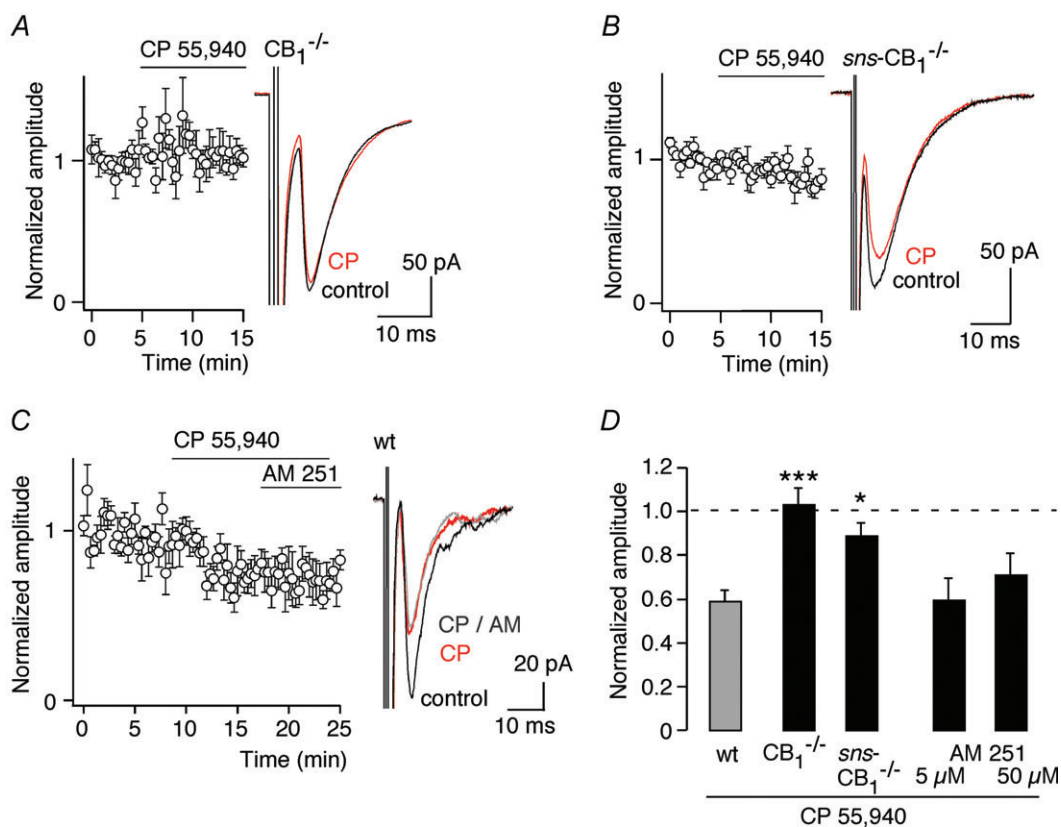 A
CP 55,940
CB1-/-
Normalized amplitude
1
0
0 5 10 15
Time (min)
CP
control
50 pA
10 ms
B
CP 55,940
sns-CB1-/-
Normalized amplitude
1
0
0 5 10 15
Time (min)
CP
control
50 pA
10 ms
C
CP 55,940
AM 251
wt
Normalized amplitude
1
0
0 5 10 15 20 25
Time (min)
CP / AM
CP
control
20 pA
10 ms
D
Normalized amplitude
1.2
1.0
0.8
0.6
0.4
0.2
0
***
*
wt
CB1-/-
sns-
CB1-/-
AM 251
5 µM 50 µM
CP 55,940